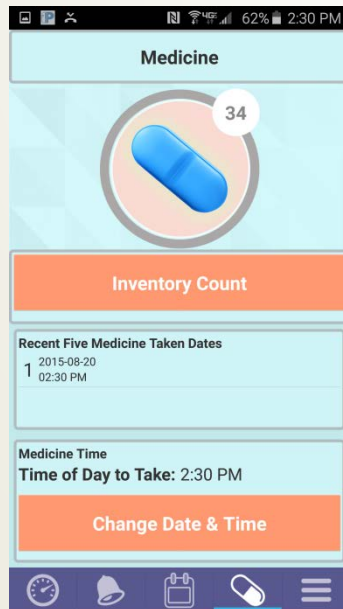 62% 2:30 PM
Medicine
34
Inventory Count
Recent Five Medicine Taken Dates
1 2015-08-20
02:30 PM
Medicine Time
Time of Day to Take: 2:30 PM
Change Date & Time